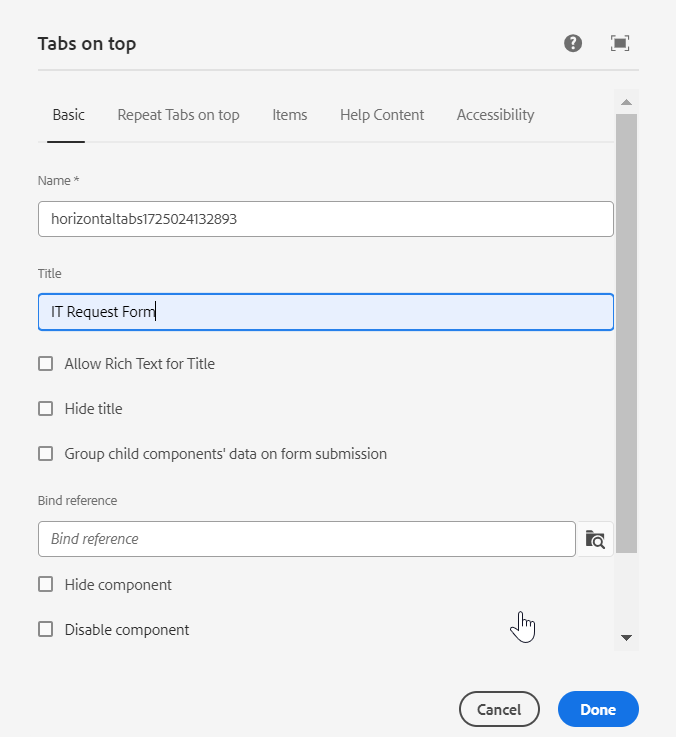 Tabs on top
?
Basic Repeat Tabs on top Items Help Content Accessibility
Name *
horizontaltabs1725024132893
Title
IT Request Form
Allow Rich Text for Title
Hide title
Group child components' data on form submission
Bind reference
Bind reference
Hide component
Disable component
Cancel Done